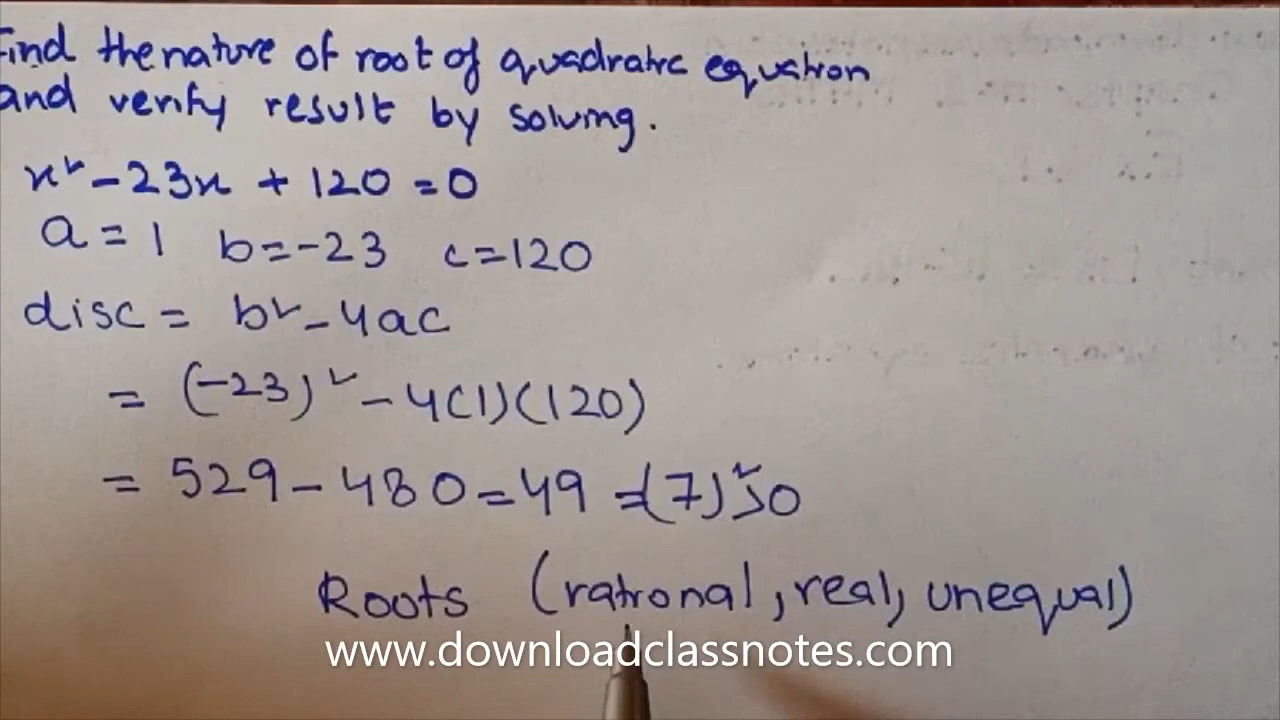 Find the nature of root of quadratic equation
and verify result by solving.
x² - 23x + 120 = 0
a = 1 b = -23 c = 120
disc = b² - 4ac
= (-23)² - 4(1)(120)
= 529 - 480 = 49 = (7)² > 0
Roots (rational, real, unequal)
www.downloadclassnotes.com